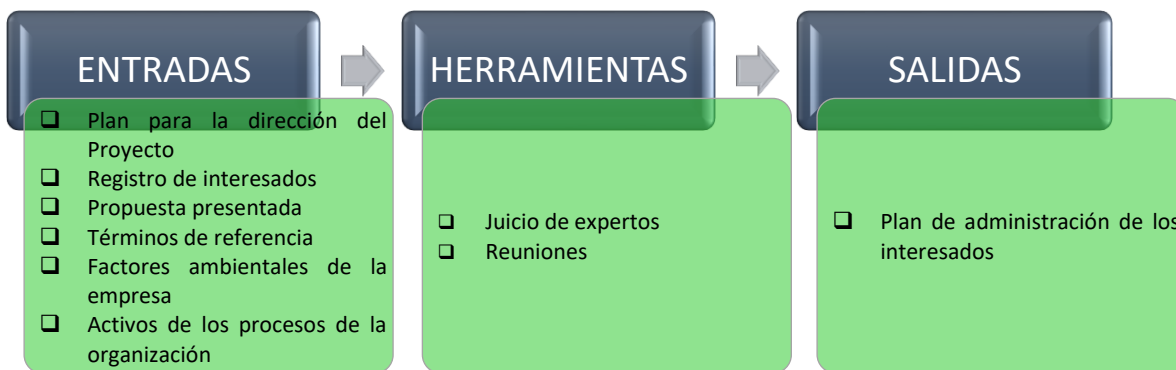 ENTRADAS
❑ Plan para la dirección del
Proyecto
❑ Registro de interesados
❑ Propuesta presentada
❑ Términos de referencia
❑ Factores ambientales de la
empresa
❑ Activos de los procesos de la
organización
HERRAMIENTAS
❑ Juicio de expertos
❑ Reuniones
SALIDAS
❑ Plan de administración de los
interesados